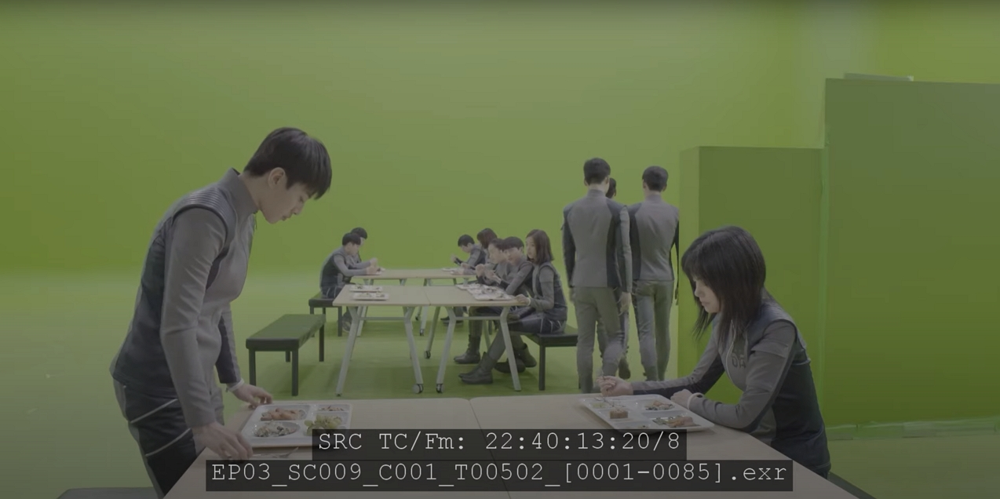 SRC TC/Fm: 22:40:13:20/8
EP03_SC009_C001_T00502_[0001-0085].exr